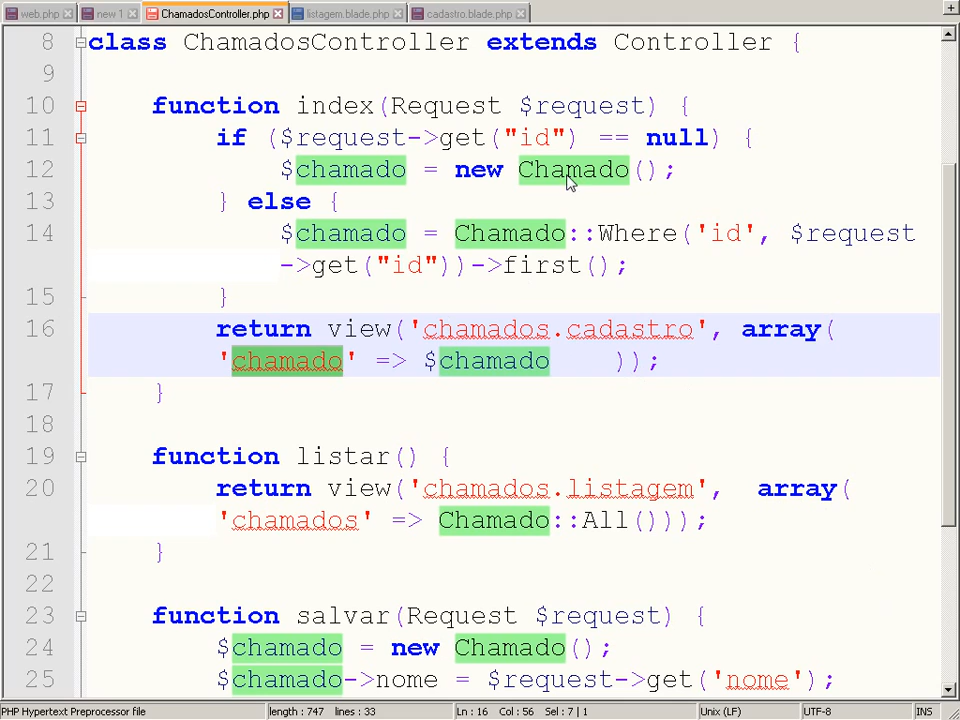 web.php new 1 ChamadosController.php listagem.blade.php cadastro.blade.php
8 class ChamadosController extends Controller {
9
10 function index(Request $request) {
11 if ($request->get("id") == null) {
12 $chamado = new Chamado();
13 } else {
14 $chamado = Chamado::Where('id', $request
->get("id"))->first();
15 }
16 return view('chamados.cadastro', array(
'chamado' => $chamado    ));
17 }
18
19 function listar() {
20 return view('chamados.listagem',  array(
'chamados' => Chamado::All()));
21 }
22
23 function salvar(Request $request) {
24 $chamado = new Chamado();
25 $chamado->nome = $request->get('nome');
PHP Hypertext Preprocessor file length : 747 lines : 33 Ln : 16 Col : 56 Sel : 7 | 1 Unix (LF) UTF-8 INS